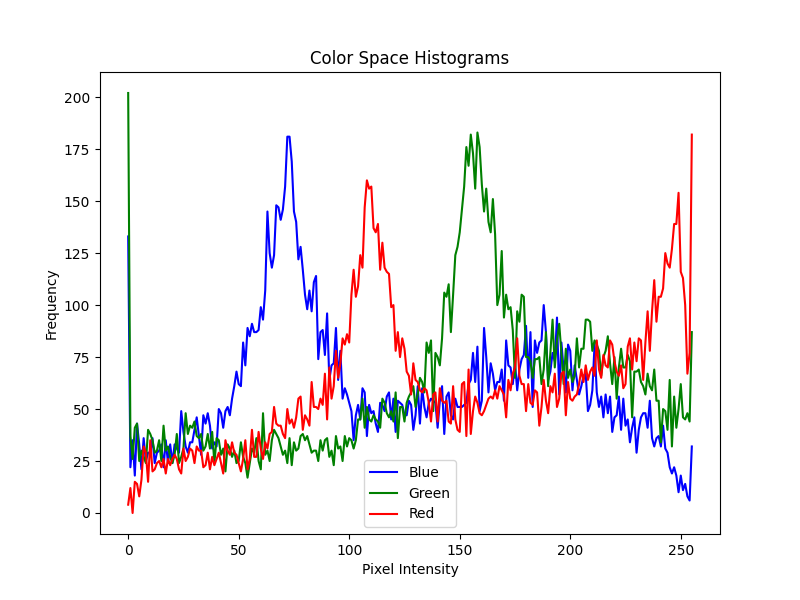 Color Space Histograms
Frequency
200
175
150
125
100
75
50
25
0
0 50 100 150 200 250
Pixel Intensity
Blue
Green
Red